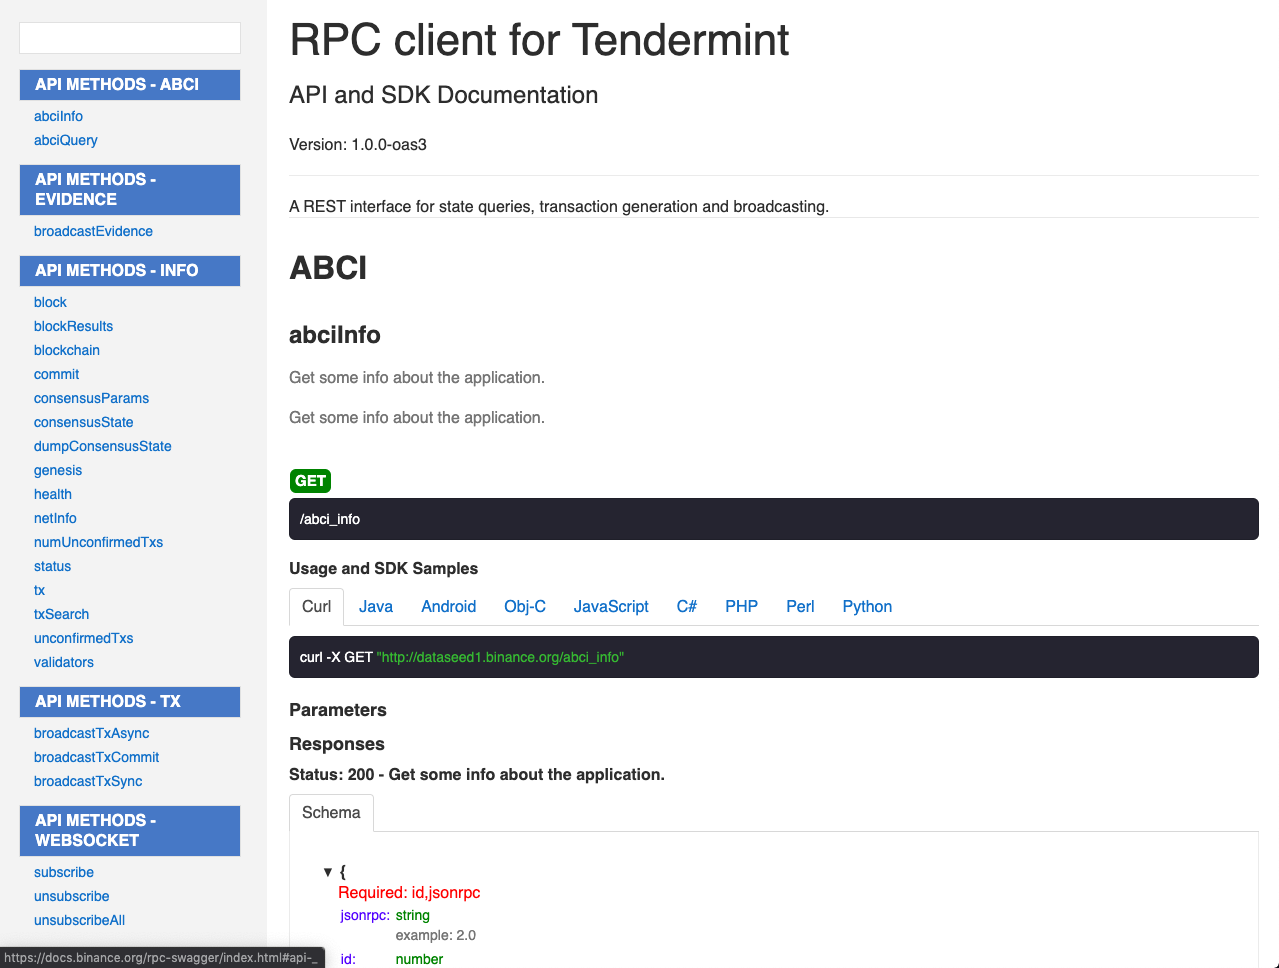 API METHODS - ABCI
abciInfo
abciQuery
API METHODS -
EVIDENCE
broadcastEvidence
API METHODS - INFO
block
blockResults
blockchain
commit
consensusParams
consensusState
dumpConsensusState
genesis
health
netInfo
numUnconfirmedTxs
status
tx
txSearch
unconfirmedTxs
validators
API METHODS - TX
broadcastTxAsync
broadcastTxCommit
broadcastTxSync
API METHODS -
WEBSOCKET
subscribe
unsubscribe
unsubscribeAll
https://docs.binance.org/rpc-swagger/index.html#api-_
RPC client for Tendermint
API and SDK Documentation
Version: 1.0.0-oas3
A REST interface for state queries, transaction generation and broadcasting.
ABCI
abciInfo
Get some info about the application.
Get some info about the application.
GET
/abci_info
Usage and SDK Samples
Curl Java Android Obj-C JavaScript C# PHP Perl Python
curl -X GET "http://dataseed1.binance.org/abci_info"
Parameters
Responses
Status: 200 - Get some info about the application.
Schema
▼ {
Required: id,jsonrpc
jsonrpc: string
example: 2.0
id: number